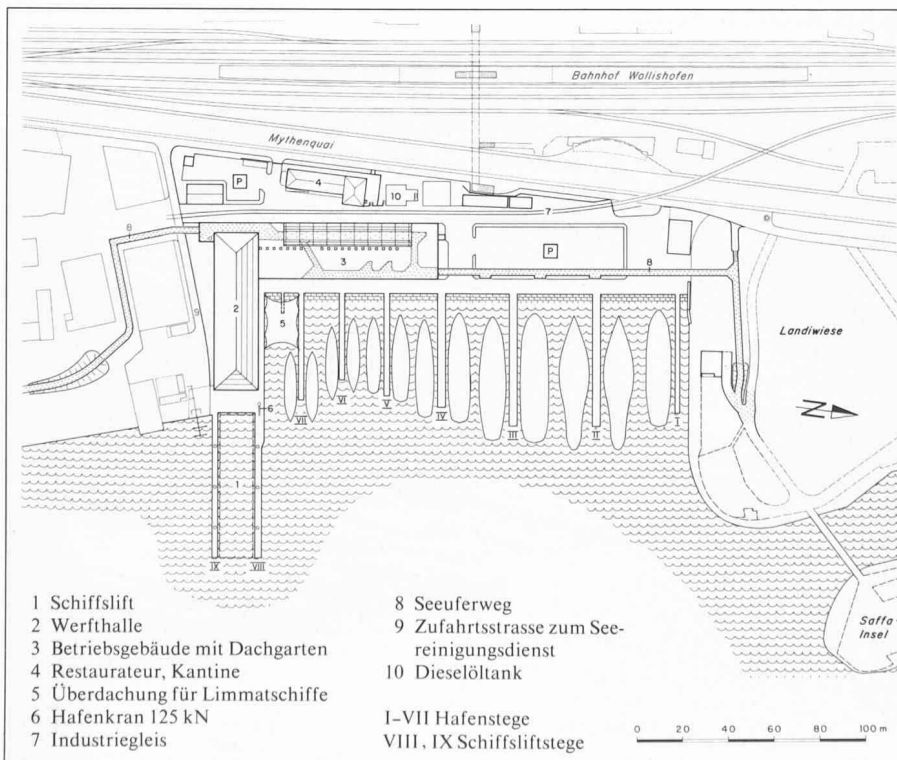 Bahnhof Wollishofen
Mythenquai
P
4
10
7
8
3
P
8
2
9
5
Landiwiese
N
6
VII
VI
V
IV
III
II
I
1
IX
VIII
Saffa-
Insel
1 Schiffslift
2 Werfthalle
3 Betriebsgebäude mit Dachgarten
4 Restaurateur, Kantine
5 Überdachung für Limmatschiffe
6 Hafenkran 125 kN
7 Industriegleis
8 Seeuferweg
9 Zufahrtsstrasse zum See-
reinigungsdienst
10 Dieselöltank
I–VII Hafenstege
VIII, IX Schiffsliftstege
0 20 40 60 80 100 m